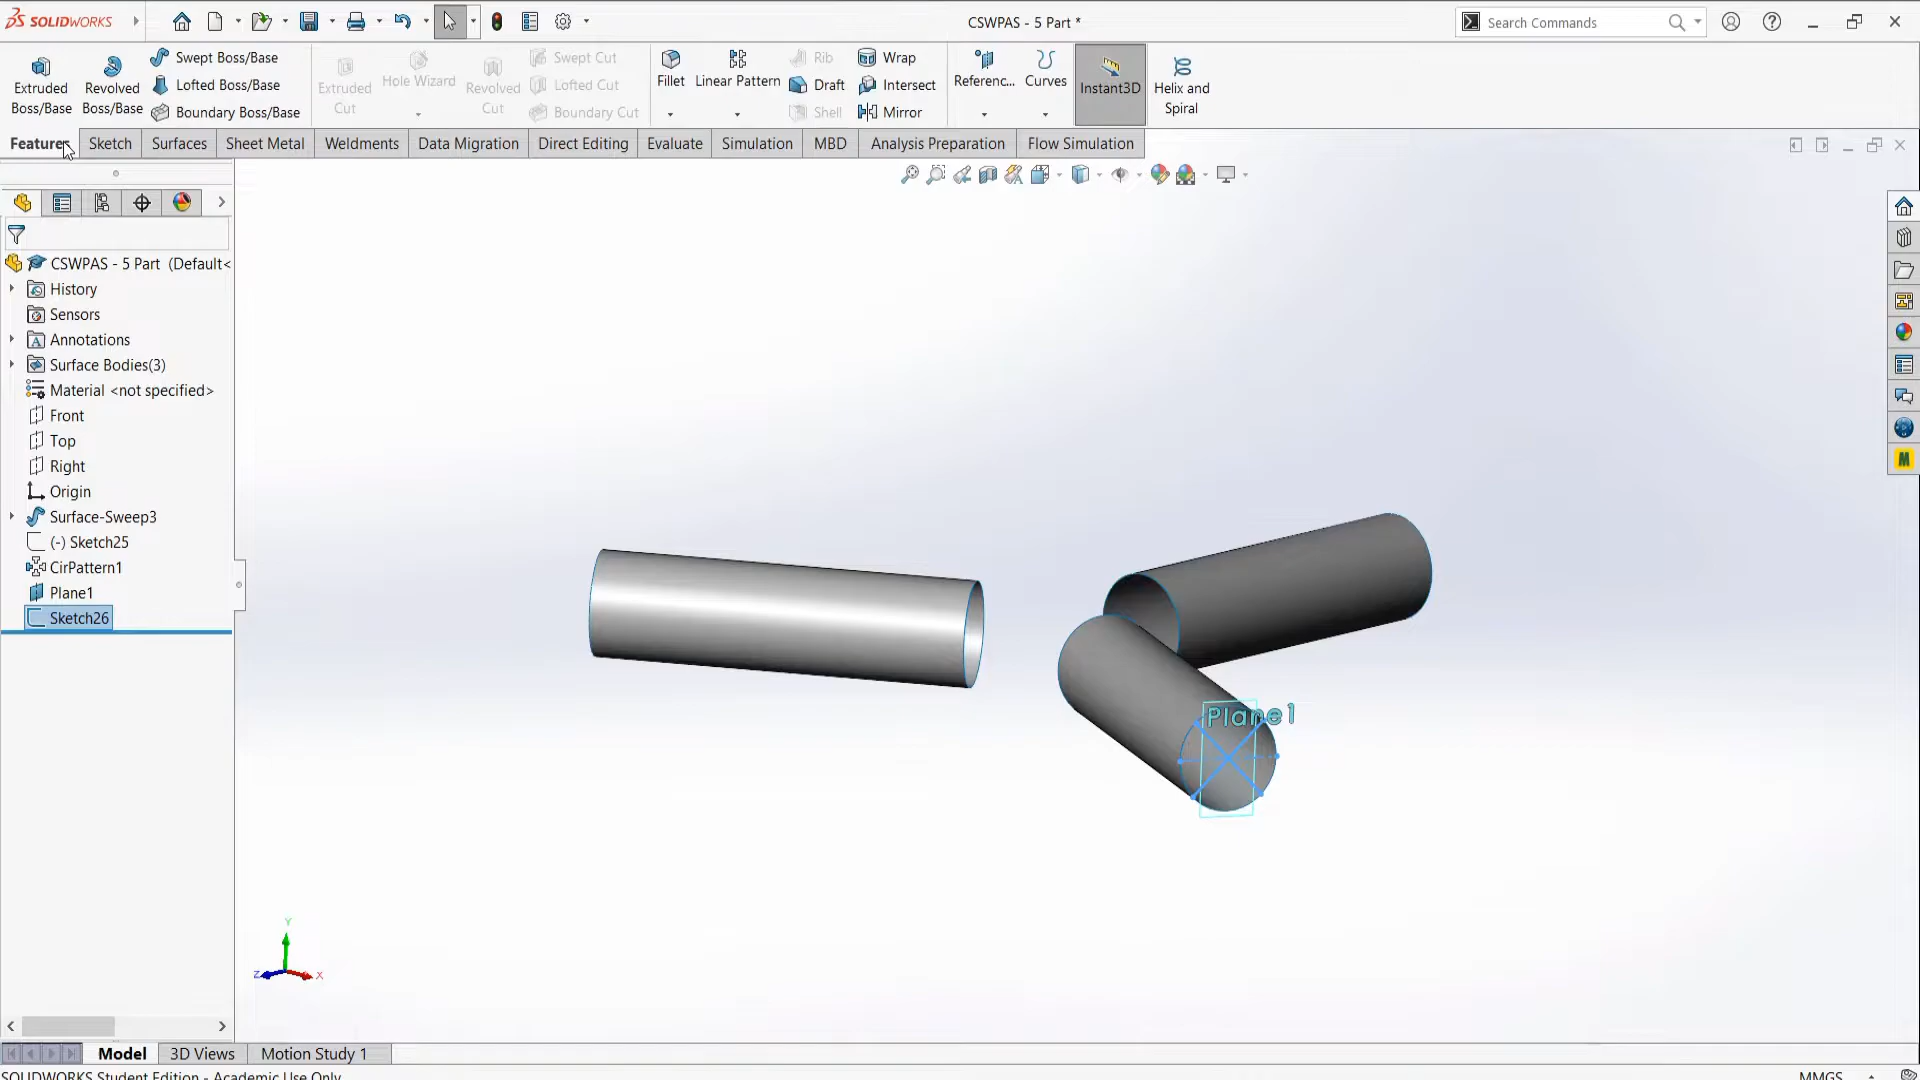 SOLIDWORKS
CSWPAS - 5 Part *
Search Commands
Extruded Boss/Base
Revolved Boss/Base
Swept Boss/Base
Lofted Boss/Base
Boundary Boss/Base
Extruded Cut
Hole Wizard
Revolved Cut
Swept Cut
Lofted Cut
Boundary Cut
Fillet
Linear Pattern
Rib
Draft
Shell
Wrap
Intersect
Mirror
Referenc...
Curves
Instant3D
Helix and Spiral
Features
Sketch
Surfaces
Sheet Metal
Weldments
Data Migration
Direct Editing
Evaluate
Simulation
MBD
Analysis Preparation
Flow Simulation
CSWPAS - 5 Part (Default<
History
Sensors
Annotations
Surface Bodies(3)
Material <not specified>
Front
Top
Right
Origin
Surface-Sweep3
(-) Sketch25
CirPattern1
Plane1
Sketch26
Plane1
Y
Z
X
Model
3D Views
Motion Study 1
SOLIDWORKS Student Edition - Academic Use Only
MMGS